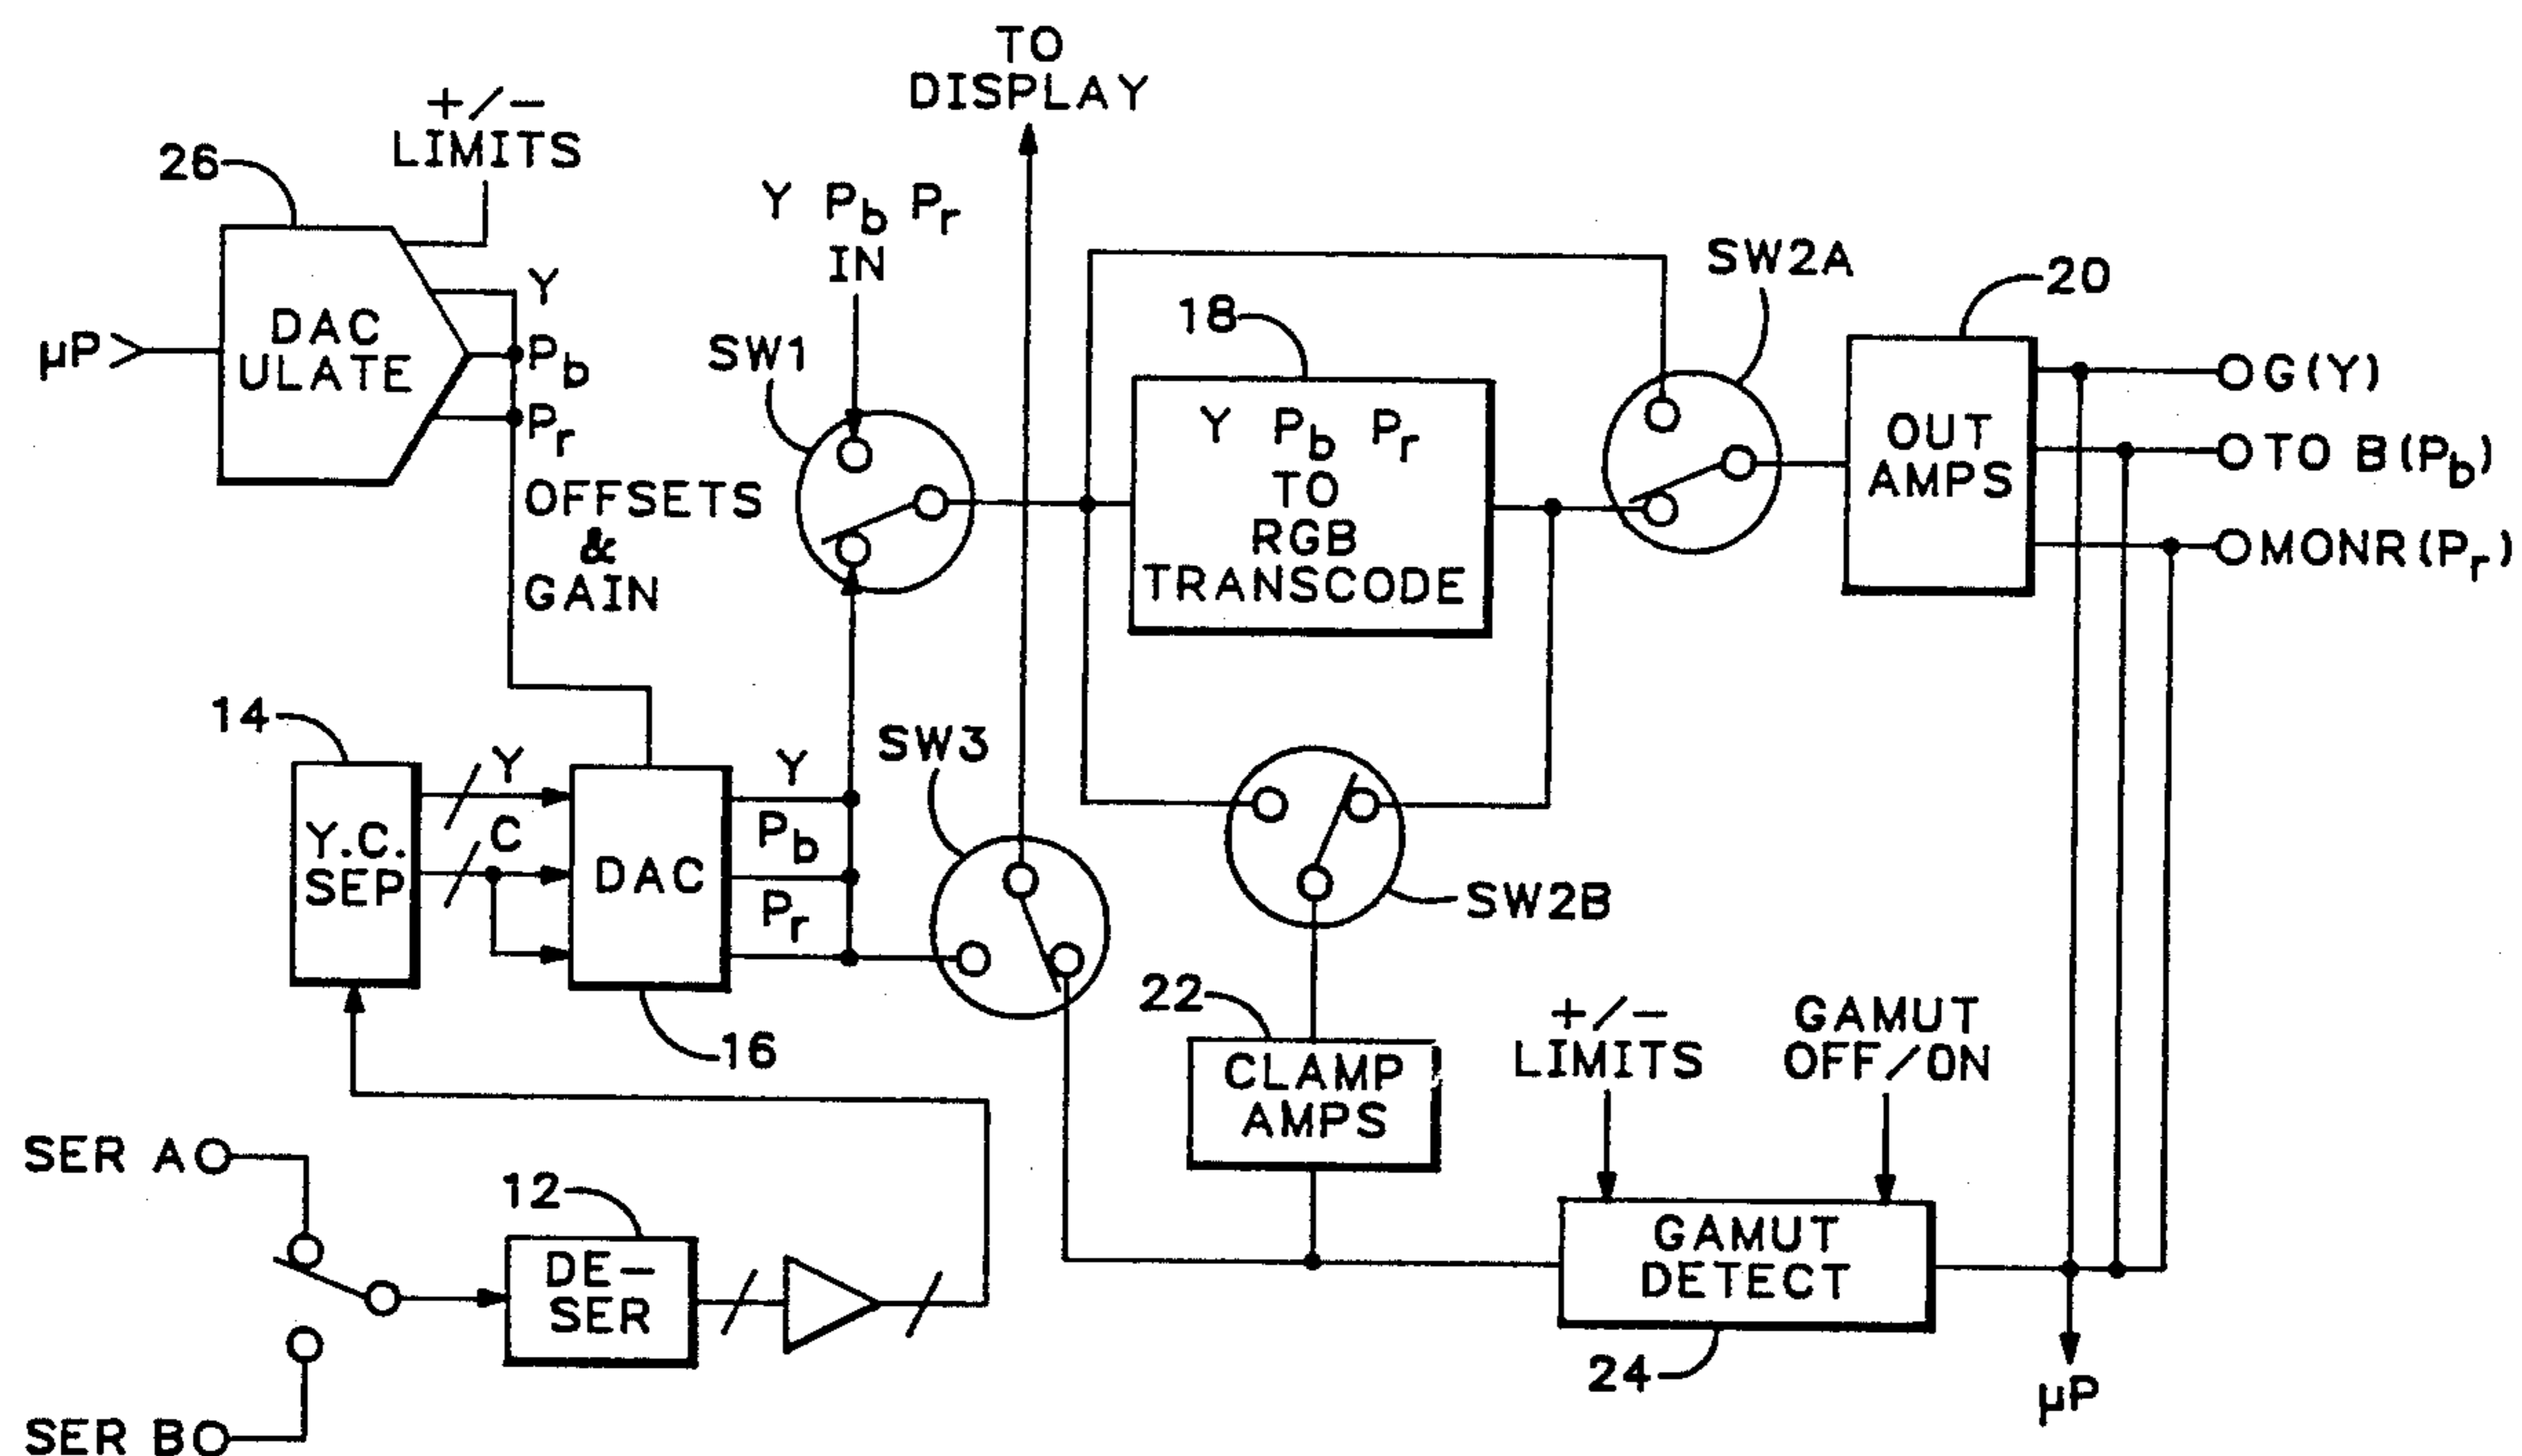 TO
DISPLAY
+/-
LIMITS
26
Y Pb Pr
IN
SW2A
20
Y
18
DAC
ULATE
µP
Pb
SW1
G(Y)
Pr
Y Pb Pr
TO
RGB
TRANSCODE
OUT
AMPS
TO B(Pb)
OFFSETS
&
GAIN
MONR(Pr)
14
Y
SW3
Y
C
Pb
Y.C.
SEP
DAC
Pr
SW2B
16
22
+/-
LIMITS
GAMUT
OFF/ON
CLAMP
AMPS
SER A
12
DE-
SER
GAMUT
DETECT
24
µP
SER B